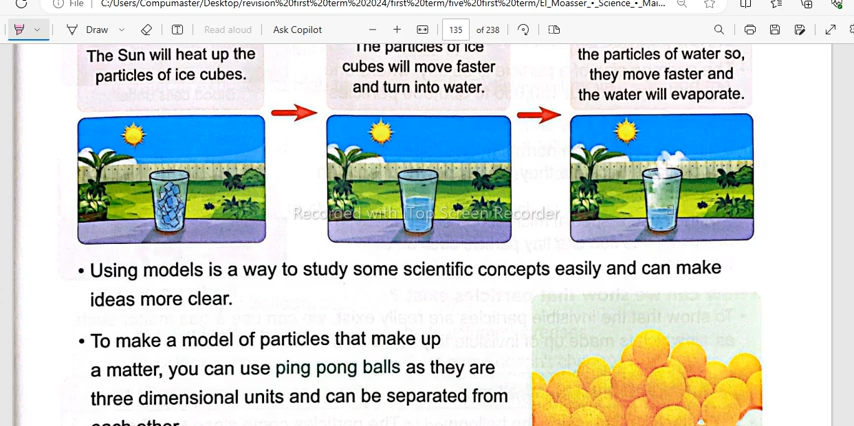 File
C:/Users/Compumaster/Desktop/revision%20first%20term%202024/first%20term/five%20first%20term/El_Moasser_•_Science_•_Mai...
Draw
Read aloud
Ask Copilot
135
of 238
The Sun will heat up the
particles of ice cubes.
The particles of ice
cubes will move faster
and turn into water.
the particles of water so,
they move faster and
the water will evaporate.
Recorded with iTop Screen Recorder
• Using models is a way to study some scientific concepts easily and can make
ideas more clear.
• To make a model of particles that make up
a matter, you can use ping pong balls as they are
three dimensional units and can be separated from
each other.